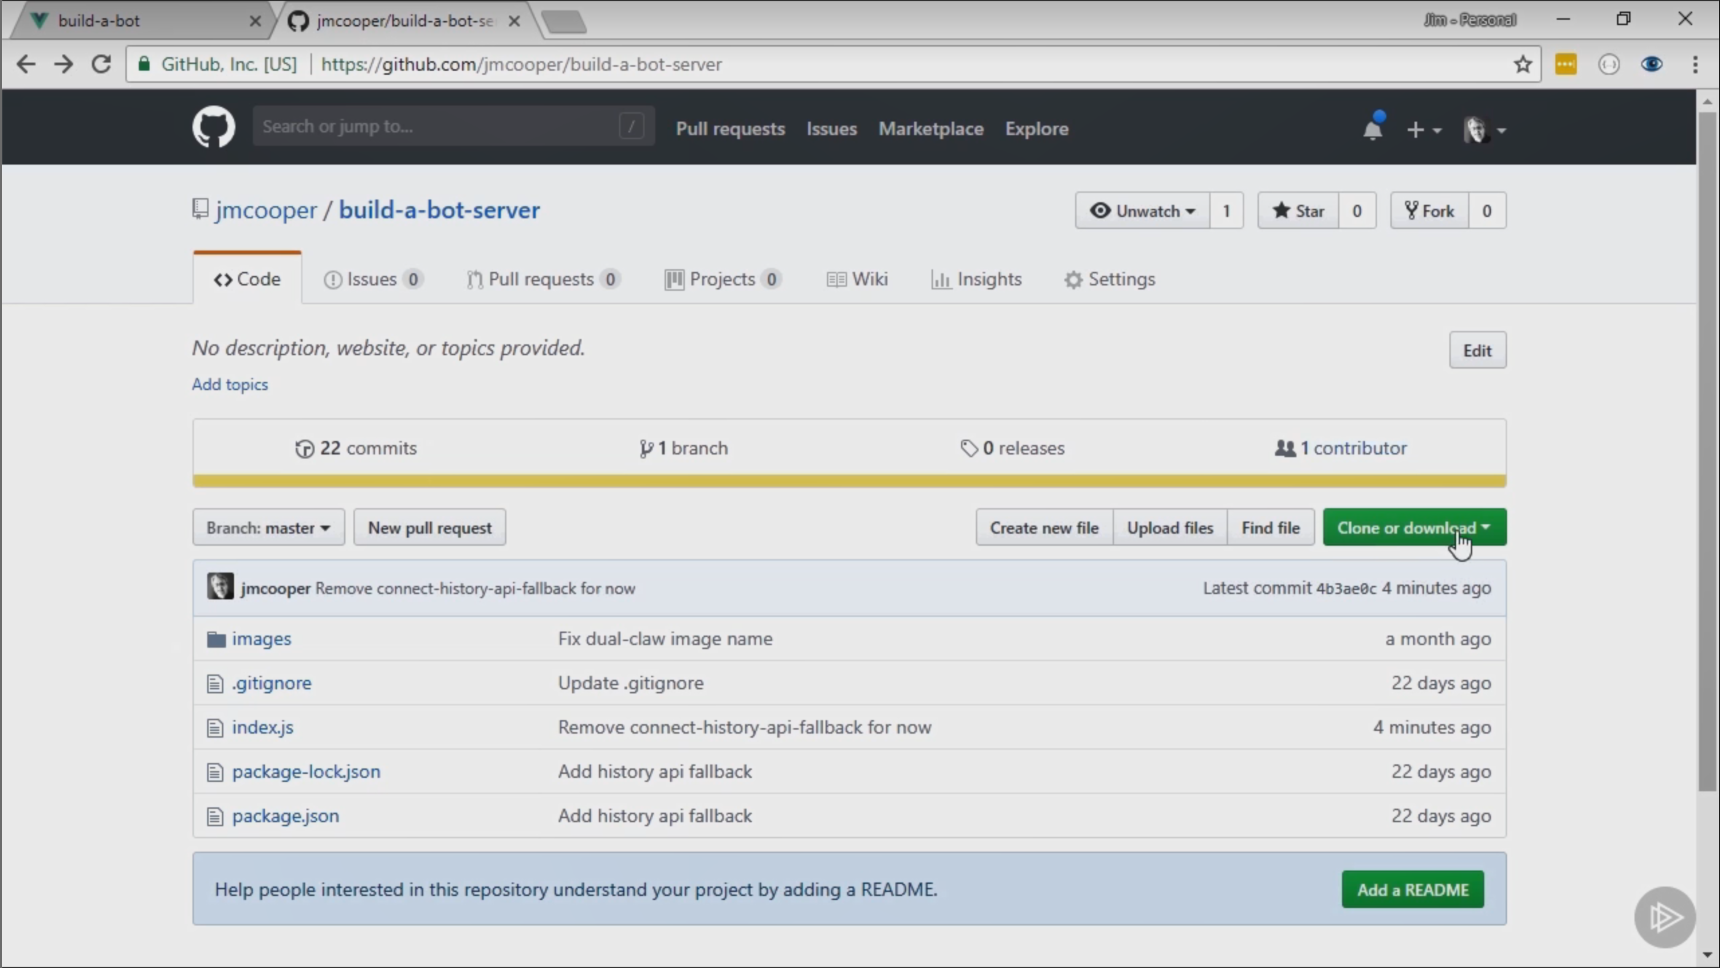 build-a-bot
jmcooper/build-a-bot-se
Jim - Personal
GitHub, Inc. [US] https://github.com/jmcooper/build-a-bot-server
Search or jump to... /
Pull requests Issues Marketplace Explore
jmcooper / build-a-bot-server
Unwatch 1 Star 0 Fork 0
Code Issues 0 Pull requests 0 Projects 0 Wiki Insights Settings
No description, website, or topics provided.
Edit
Add topics
22 commits 1 branch 0 releases 1 contributor
Branch: master New pull request Create new file Upload files Find file Clone or download
jmcooper Remove connect-history-api-fallback for now Latest commit 4b3ae0c 4 minutes ago
images Fix dual-claw image name a month ago
.gitignore Update .gitignore 22 days ago
index.js Remove connect-history-api-fallback for now 4 minutes ago
package-lock.json Add history api fallback 22 days ago
package.json Add history api fallback 22 days ago
Help people interested in this repository understand your project by adding a README. Add a README